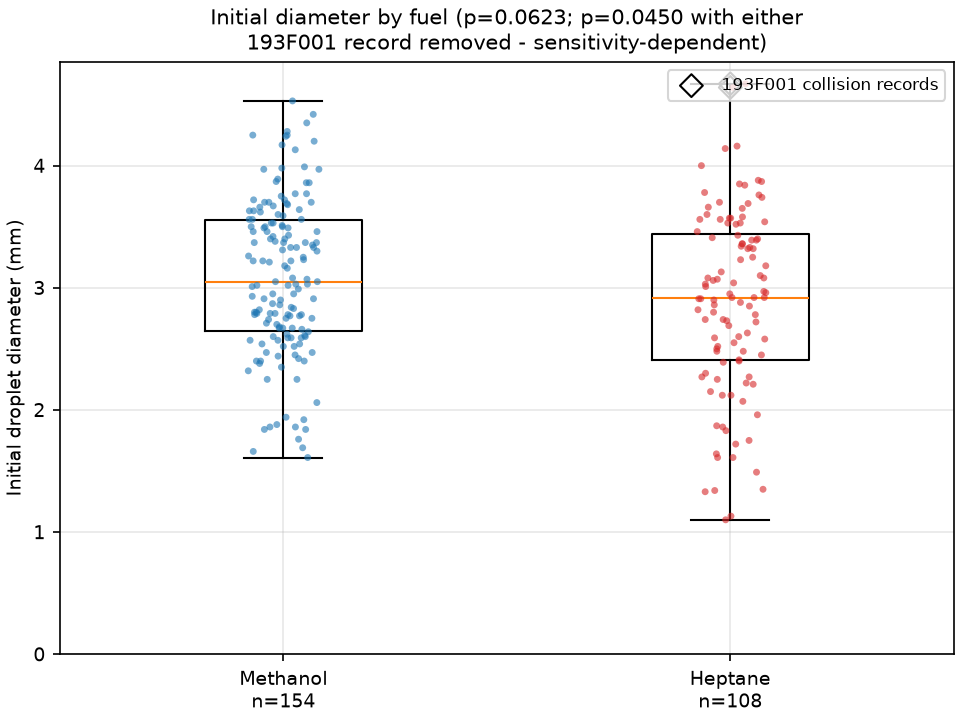 Initial diameter by fuel (p=0.0623; p=0.0450 with either
193F001 record removed - sensitivity-dependent)
193F001 collision records
Initial droplet diameter (mm)
4
3
2
1
0
Methanol
n=154
Heptane
n=108